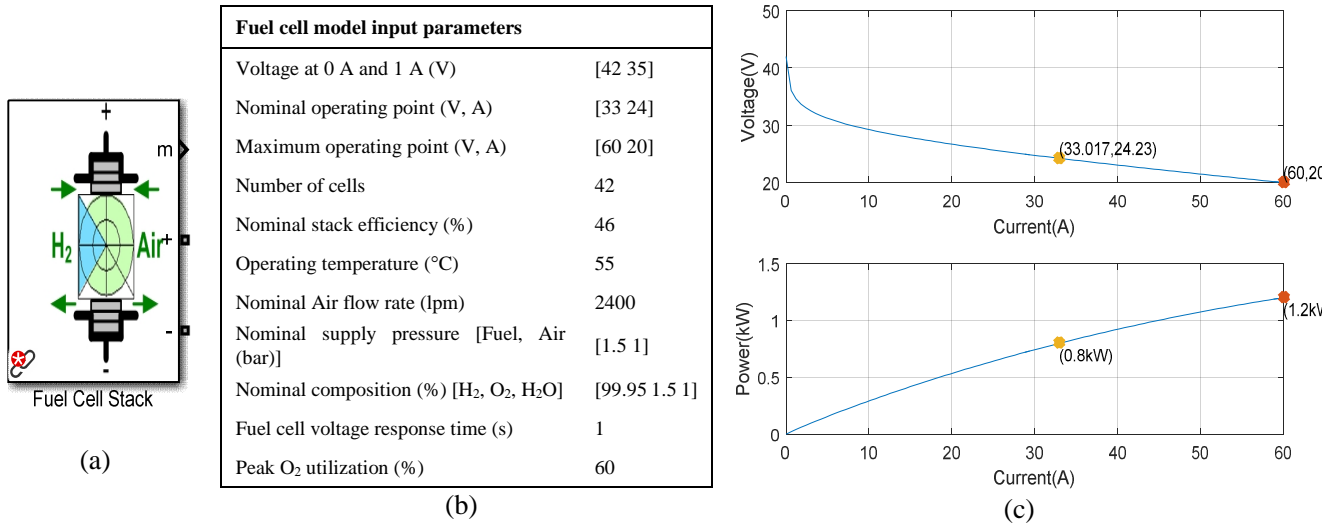 +
m
H2
Air
+
-
-
Fuel Cell Stack
(a)
Fuel cell model input parameters
Voltage at 0 A and 1 A (V) [42 35]
Nominal operating point (V, A) [33 24]
Maximum operating point (V, A) [60 20]
Number of cells 42
Nominal stack efficiency (%) 46
Operating temperature (°C) 55
Nominal Air flow rate (lpm) 2400
Nominal supply pressure [Fuel, Air
(bar)] [1.5 1]
Nominal composition (%) [H2, O2, H2O] [99.95 1.5 1]
Fuel cell voltage response time (s) 1
Peak O2 utilization (%) 60
(b)
50
40
30
20
Voltage(V)
(33.017,24.23)
(60,20
0 10 20 30 40 50 60
Current(A)
1.5
1
0.5
0
Power(kW)
(0.8kW)
(1.2kW
0 10 20 30 40 50 60
Current(A)
(c)